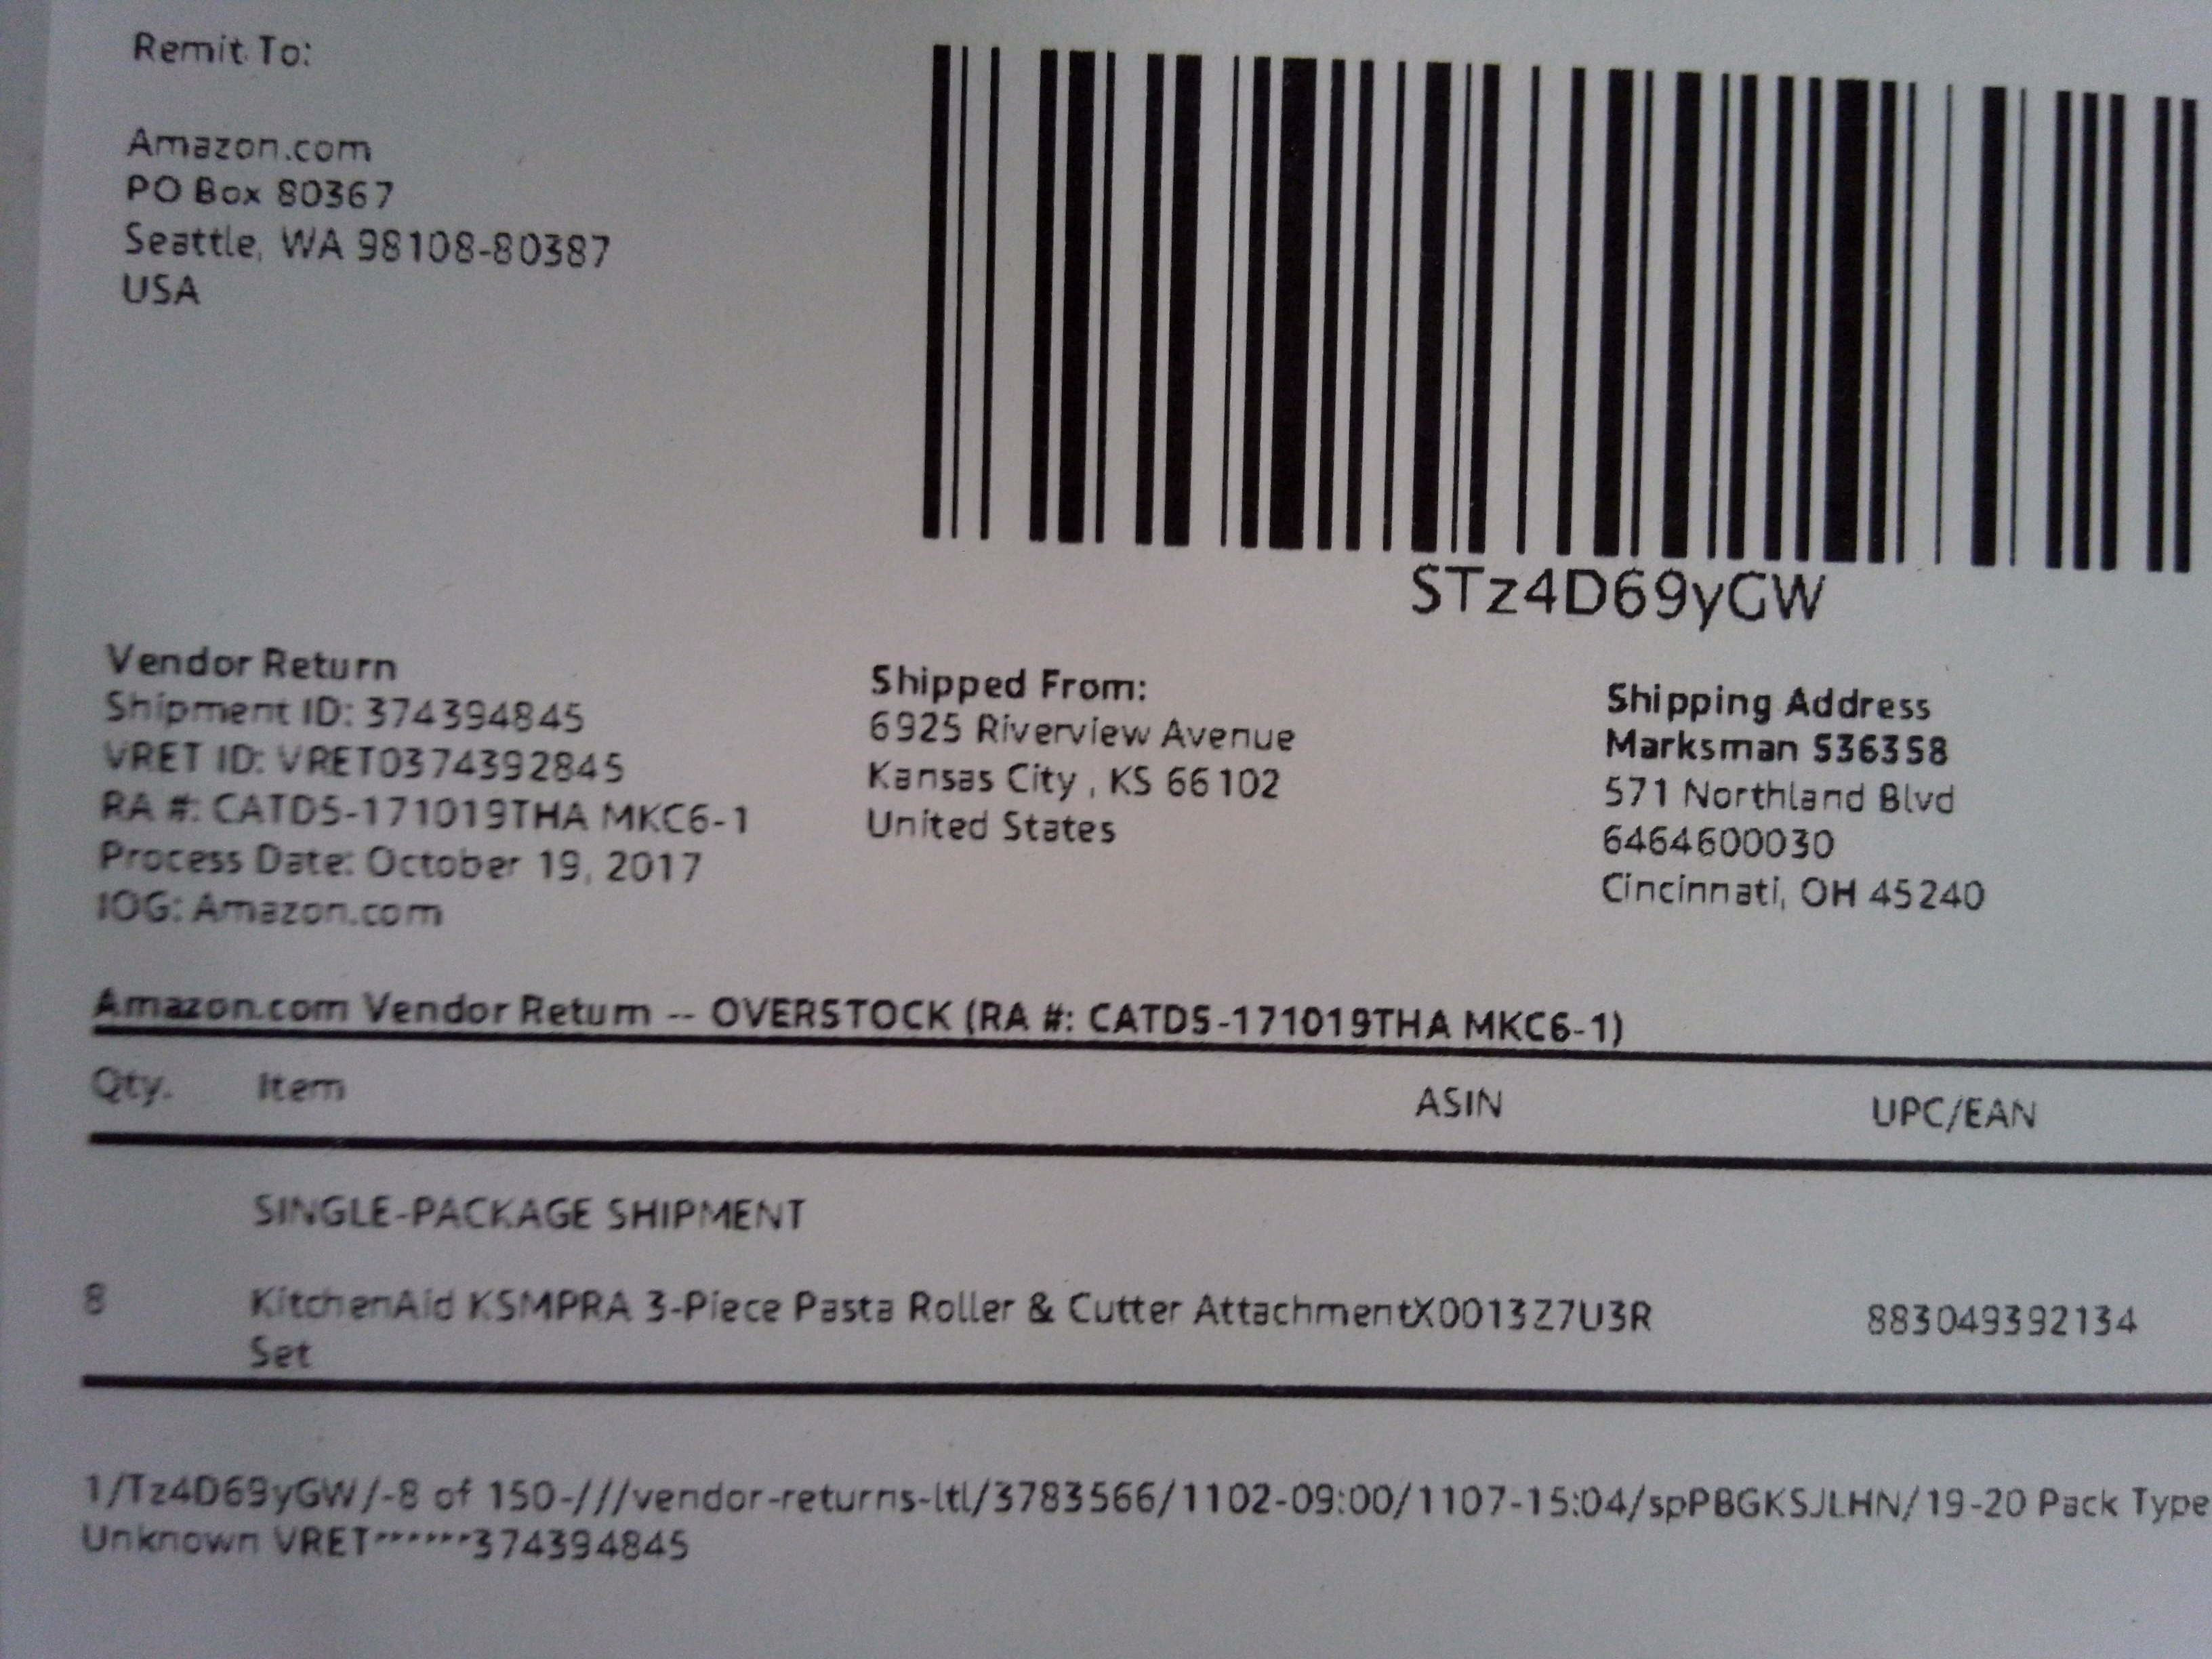 Remit To:
Amazon.com
PO Box 80367
Seattle, WA 98108-80387
USA
STz4D69yGW
Vendor Return
Shipment ID: 374394845
VRET ID: VRET0374392845
RA #: CATDS-171019THA MKC6-1
Process Date: October 19, 2017
IOG: Amazon.com
Shipped From:
6925 Riverview Avenue
Kansas City , KS 66102
United States
Shipping Address
Marksman S36358
571 Northland Blvd
6464600030
Cincinnati, OH 45240
Amazon.com Vendor Return -- OVERSTOCK (RA #: CATDS-171019THA MKC6-1)
Qty. Item ASIN UPC/EAN
SINGLE-PACKAGE SHIPMENT
8 KitchenAid KSMPRA 3-Piece Pasta Roller & Cutter AttachmentX0013Z7U3R 883049392134
Set
1/Tz4D69yGW/-8 of 150-///vendor-returns-ltl/3783566/1102-09:00/1107-15:04/spPBGKSJLHN/19-20 Pack Type
Unknown VRET******374394845